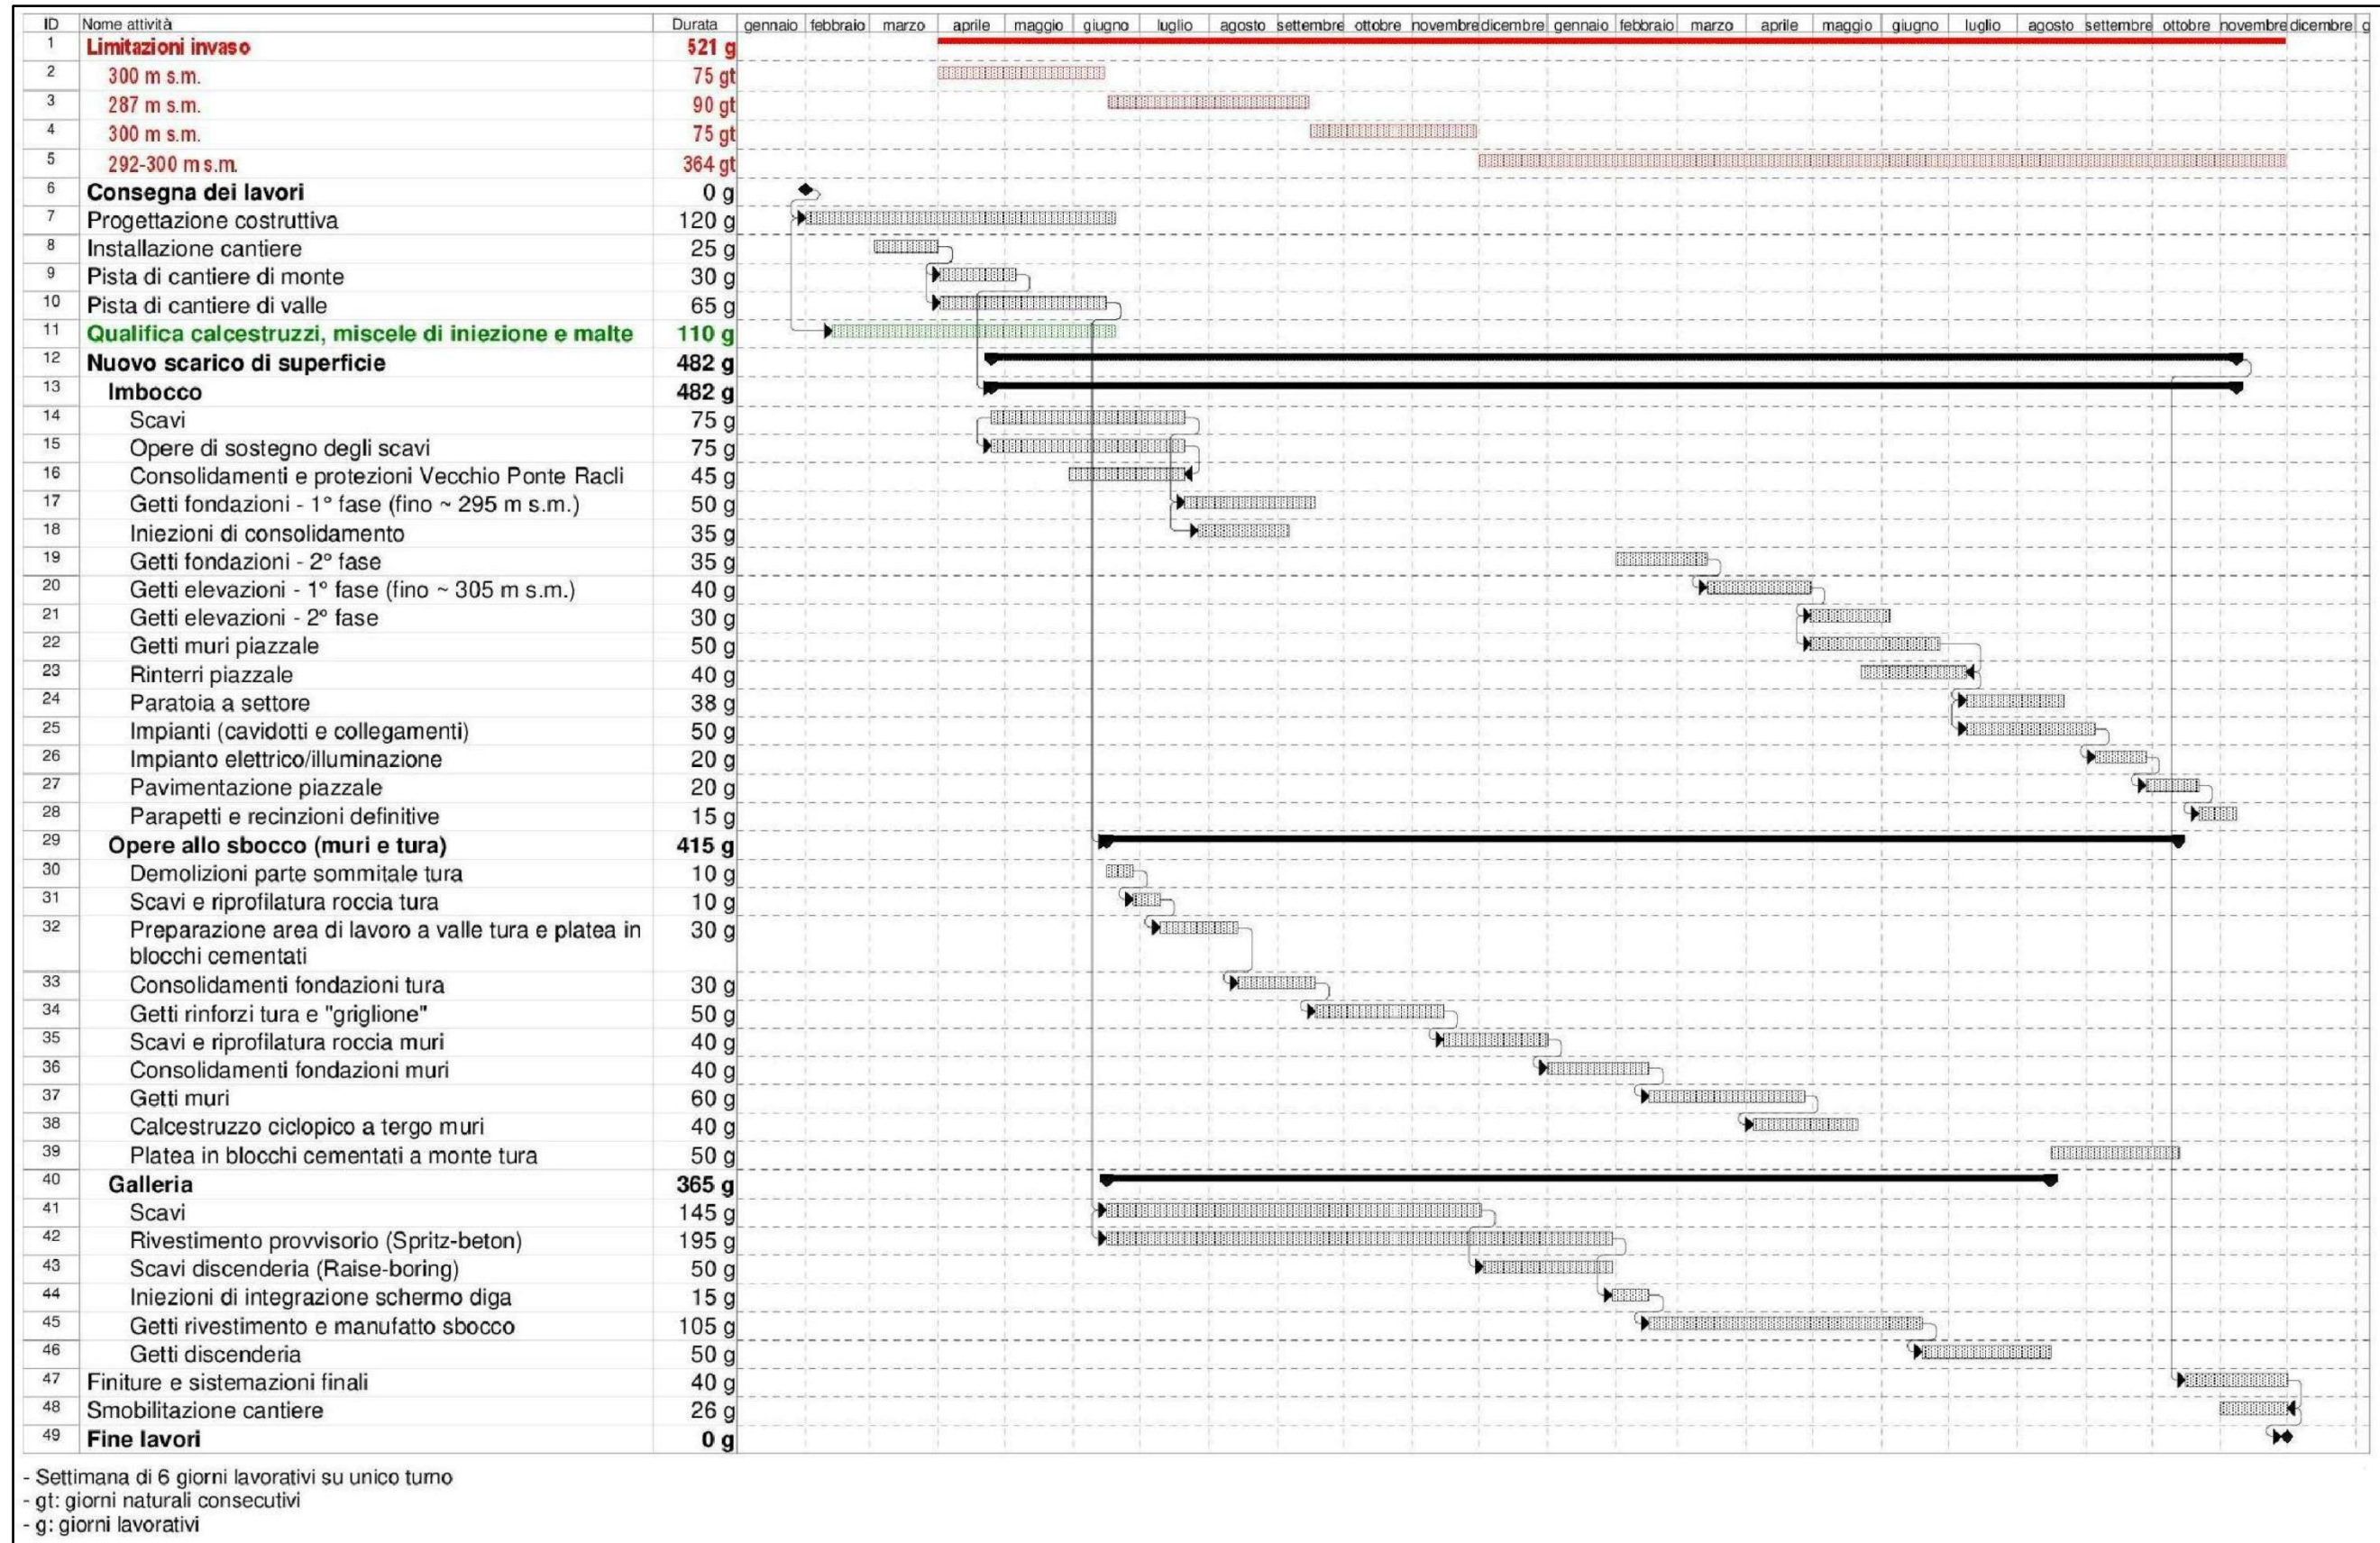 ID Nome attività Durata gennaio febbraio marzo aprile maggio giugno luglio agosto settembre ottobre novembre dicembre gennaio febbraio marzo aprile maggio giugno luglio agosto settembre ottobre novembre dicembre g
1 Limitazioni invaso 521 g
2 300 m s.m. 75 gt
3 287 m s.m. 90 gt
4 300 m s.m. 75 gt
5 292-300 m s.m. 364 gt
6 Consegna dei lavori 0 g
7 Progettazione costruttiva 120 g
8 Installazione cantiere 25 g
9 Pista di cantiere di monte 30 g
10 Pista di cantiere di valle 65 g
11 Qualifica calcestruzzi, miscele di iniezione e malte 110 g
12 Nuovo scarico di superficie 482 g
13 Imbocco 482 g
14 Scavi 75 g
15 Opere di sostegno degli scavi 75 g
16 Consolidamenti e protezioni Vecchio Ponte Racli 45 g
17 Getti fondazioni - 1° fase (fino ~ 295 m s.m.) 50 g
18 Iniezioni di consolidamento 35 g
19 Getti fondazioni - 2° fase 35 g
20 Getti elevazioni - 1° fase (fino ~ 305 m s.m.) 40 g
21 Getti elevazioni - 2° fase 30 g
22 Getti muri piazzale 50 g
23 Rinterri piazzale 40 g
24 Paratoia a settore 38 g
25 Impianti (cavidotti e collegamenti) 50 g
26 Impianto elettrico/illuminazione 20 g
27 Pavimentazione piazzale 20 g
28 Parapetti e recinzioni definitive 15 g
29 Opere allo sbocco (muri e tura) 415 g
30 Demolizioni parte sommitale tura 10 g
31 Scavi e riprofilatura roccia tura 10 g
32 Preparazione area di lavoro a valle tura e platea in 30 g
blocchi cementati
33 Consolidamenti fondazioni tura 30 g
34 Getti rinforzi tura e "griglione" 50 g
35 Scavi e riprofilatura roccia muri 40 g
36 Consolidamenti fondazioni muri 40 g
37 Getti muri 60 g
38 Calcestruzzo ciclopico a tergo muri 40 g
39 Platea in blocchi cementati a monte tura 50 g
40 Galleria 365 g
41 Scavi 145 g
42 Rivestimento provvisorio (Spritz-beton) 195 g
43 Scavi discenderia (Raise-boring) 50 g
44 Iniezioni di integrazione schermo diga 15 g
45 Getti rivestimento e manufatto sbocco 105 g
46 Getti discenderia 50 g
47 Finiture e sistemazioni finali 40 g
48 Smobilitazione cantiere 26 g
49 Fine lavori 0 g
- Settimana di 6 giorni lavorativi su unico turno
- gt: giorni naturali consecutivi
- g: giorni lavorativi